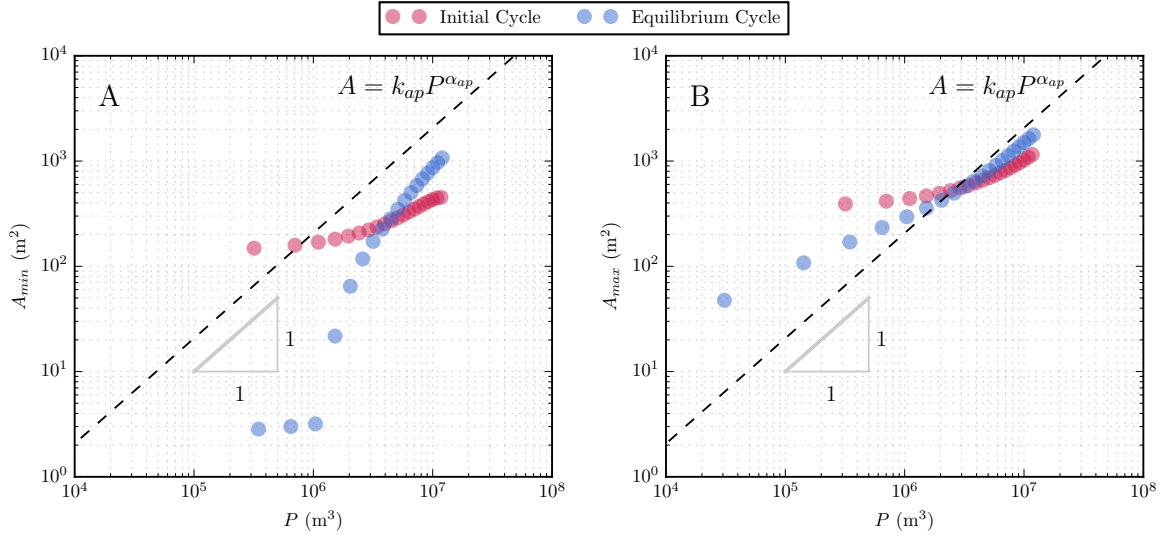 Initial Cycle Equilibrium Cycle
A
A = k_{ap}P^{α_{ap}}
10^4
10^3
10^2
10^1
10^0
A_{min} (m^2)
1
1
10^4 10^5 10^6 10^7 10^8
P (m^3)
B
A = k_{ap}P^{α_{ap}}
10^4
10^3
10^2
10^1
10^0
A_{max} (m^2)
1
1
10^4 10^5 10^6 10^7 10^8
P (m^3)